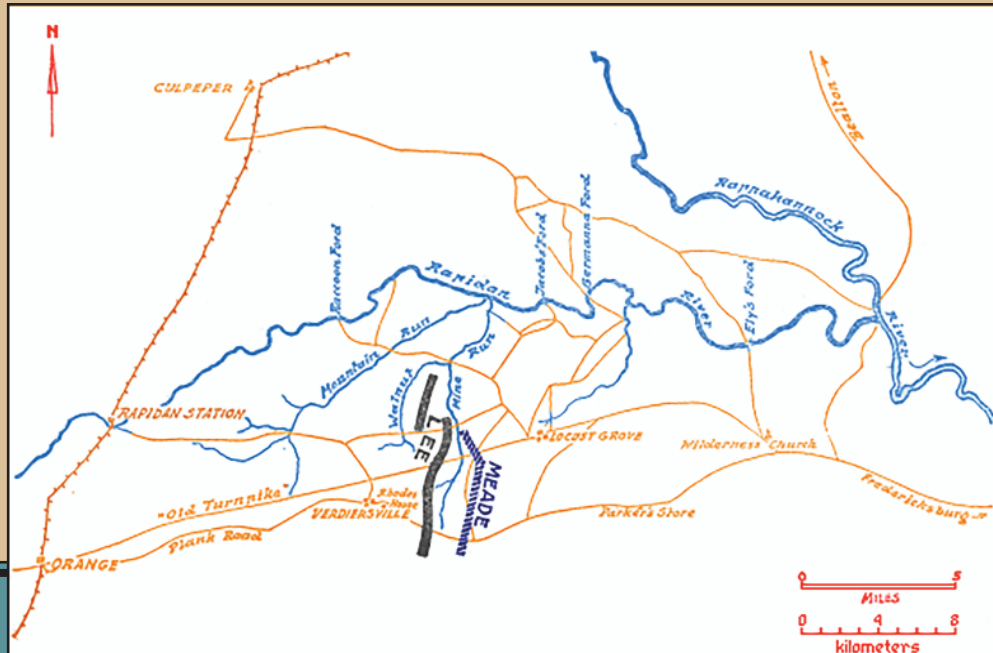 N
CULPEPER
Bealton
Rappahannock
River
Raccoon Ford
Rapidan
River
Jacobs' Ford
Germanna Ford
Ely's Ford
Mountain Run
Walnut
Run
Mine
LEE
MEADE
RAPIDAN STATION
LOCUST GROVE
Wilderness Church
"Old Turnpike"
Rhodes
House
VERDIERSVILLE
Plank Road
Parker's Store
Fredericksburg
ORANGE
0 5
MILES
0 4 8
kilometers